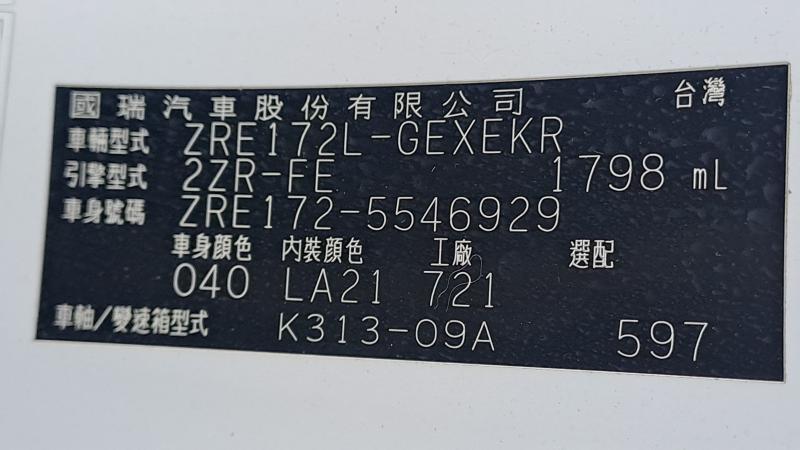 國瑞汽車股份有限公司 台灣
車輛型式 ZRE172L-GEXEKR
引擎型式 2ZR-FE 1798 mL
車身號碼 ZRE172-5546929
車身顏色 內裝顏色 工廠 選配
040 LA21 721
車軸/變速箱型式 K313-09A 597